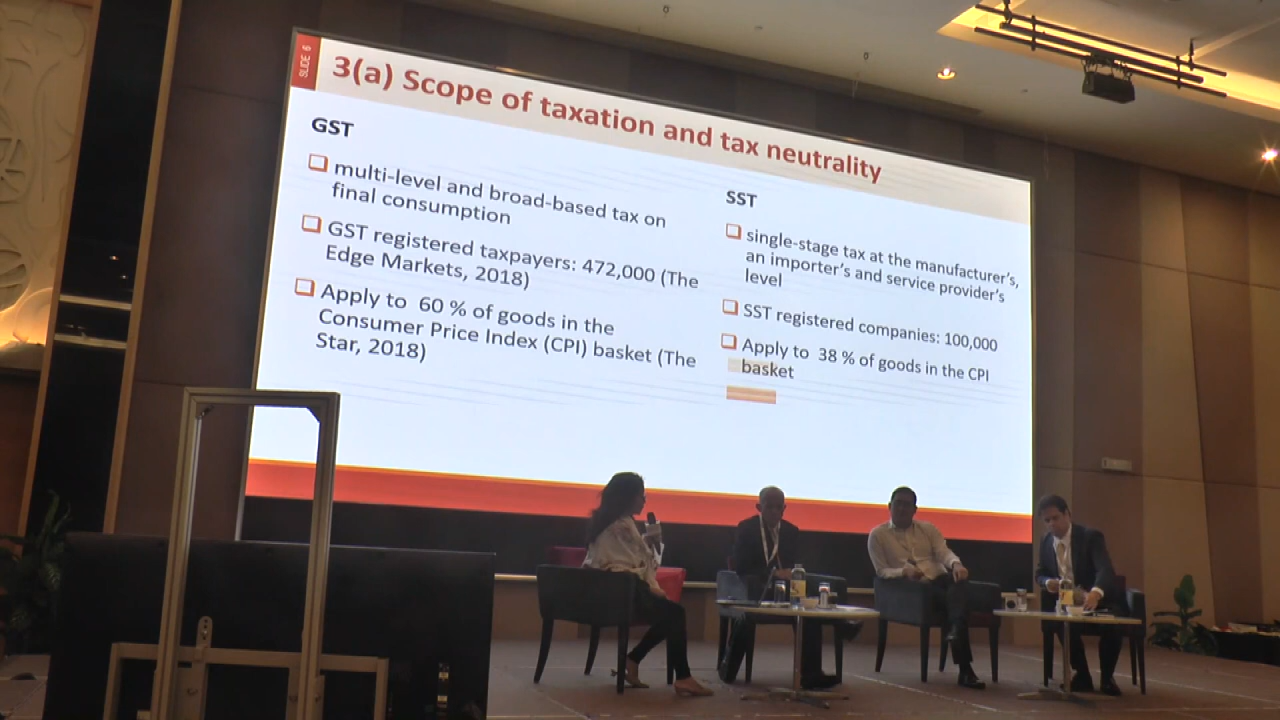 SLIDE 6
3(a) Scope of taxation and tax neutrality
GST
multi-level and broad-based tax on
final consumption
GST registered taxpayers: 472,000 (The
Edge Markets, 2018)
Apply to 60 % of goods in the
Consumer Price Index (CPI) basket (The
Star, 2018)
SST
single-stage tax at the manufacturer's,
an importer's and service provider's
level
SST registered companies: 100,000
Apply to 38 % of goods in the CPI
basket